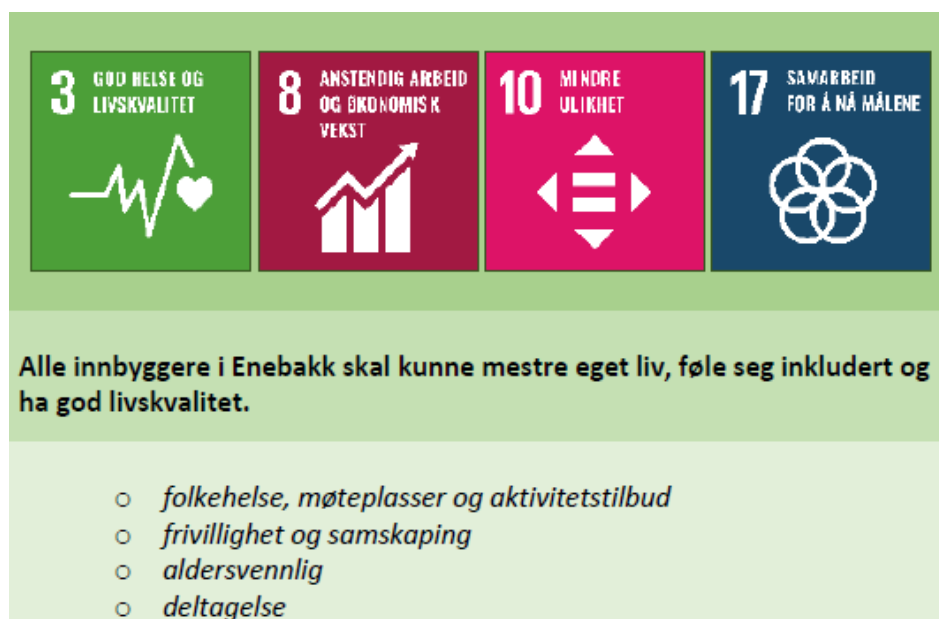 3 GOD HELSE OG
LIVSKVALITET
8 ANSTENDIG ARBEID
OG ØKONOMISK
VEKST
10 MINDRE
ULIKHET
17 SAMARBEID
FOR Å NÅ MÅLENE
Alle innbyggere i Enebakk skal kunne mestre eget liv, føle seg inkludert og
ha god livskvalitet.
o folkehelse, møteplasser og aktivitetstilbud
o frivillighet og samskaping
o aldersvennlig
o deltagelse